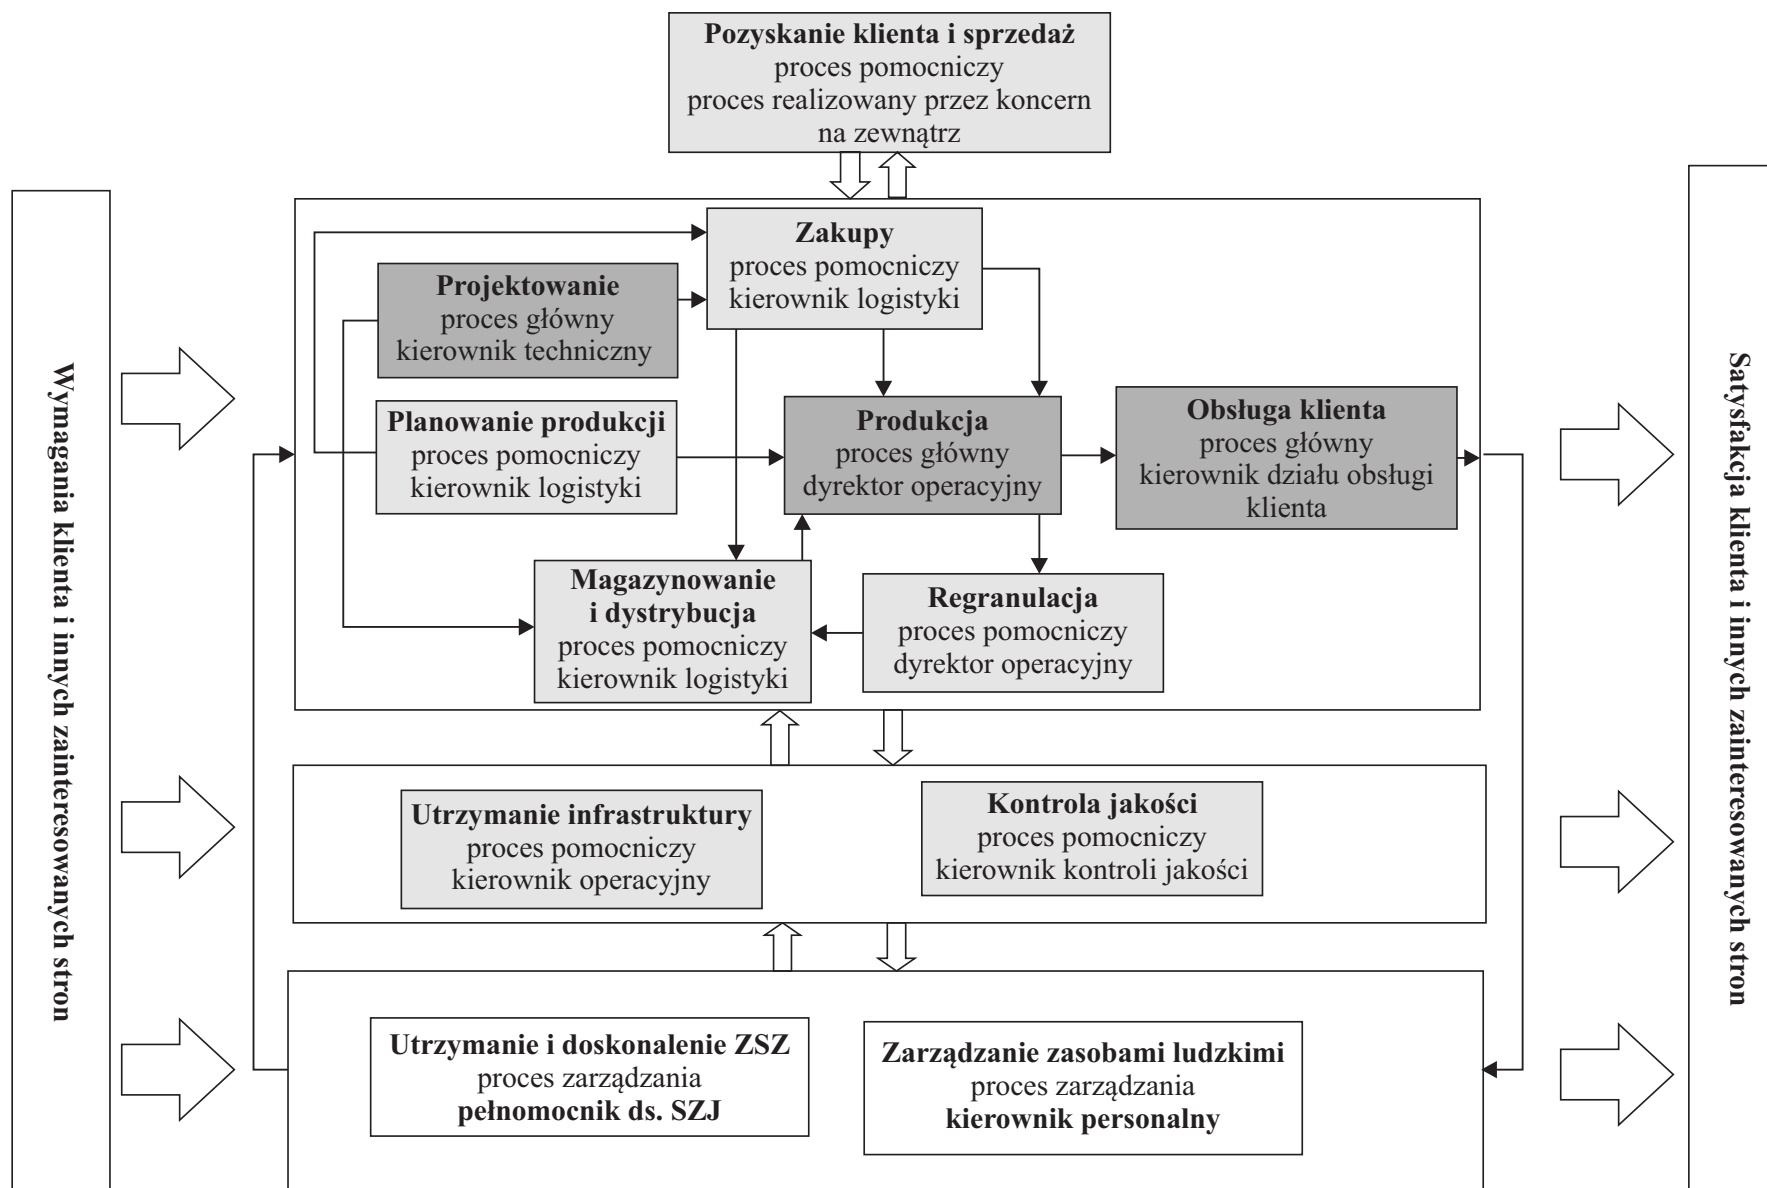 Pozyskanie klienta i sprzedaż
proces pomocniczy
proces realizowany przez koncern
na zewnątrz
Wymagania klienta i innych zainteresowanych stron
Zakupy
proces pomocniczy
kierownik logistyki
Projektowanie
proces główny
kierownik techniczny
Planowanie produkcji
proces pomocniczy
kierownik logistyki
Produkcja
proces główny
dyrektor operacyjny
Obsługa klienta
proces główny
kierownik działu obsługi
klienta
Magazynowanie
i dystrybucja
proces pomocniczy
kierownik logistyki
Regranulacja
proces pomocniczy
dyrektor operacyjny
Utrzymanie infrastruktury
proces pomocniczy
kierownik operacyjny
Kontrola jakości
proces pomocniczy
kierownik kontroli jakości
Utrzymanie i doskonalenie ZSZ
proces zarządzania
pełnomocnik ds. SZJ
Zarządzanie zasobami ludzkimi
proces zarządzania
kierownik personalny
Satysfakcja klienta i innych zainteresowanych stron